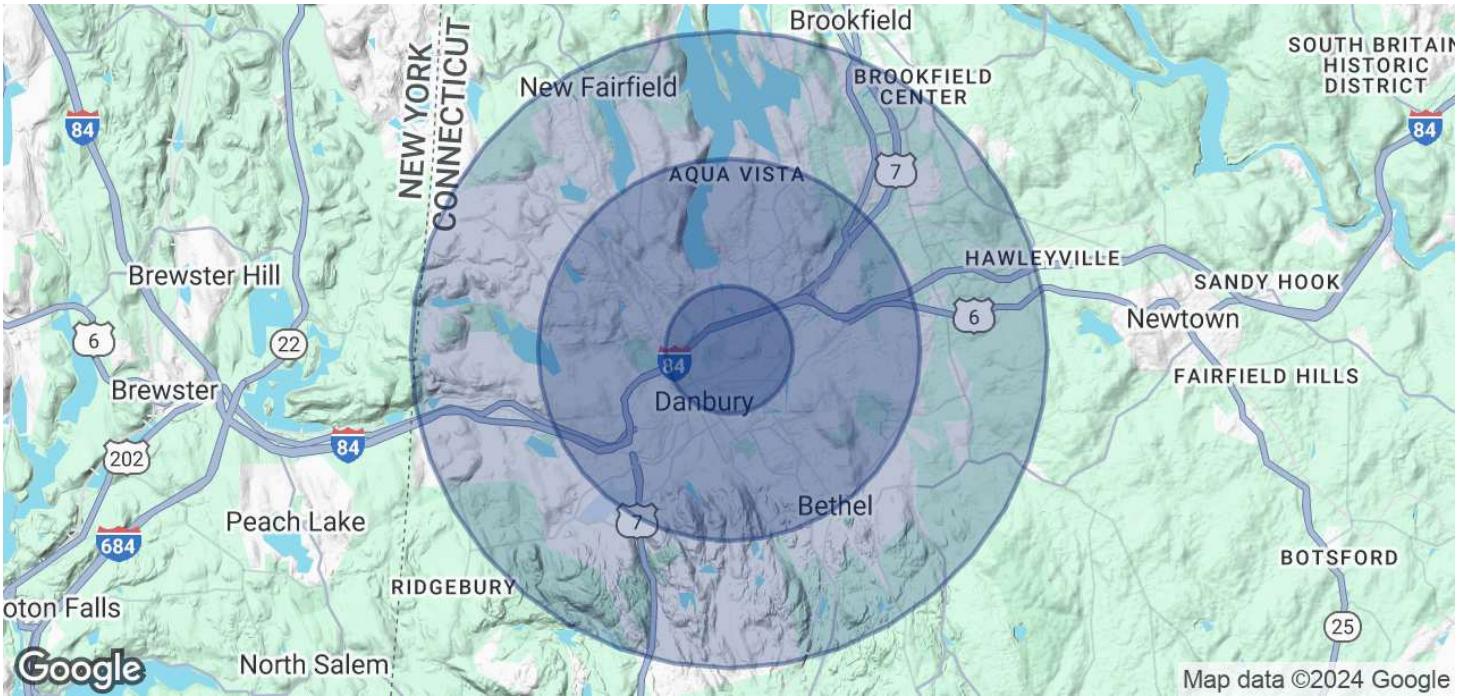 Brookfield
SOUTH BRITAIN
HISTORIC
DISTRICT
NEW YORK
CONNECTICUT
New Fairfield
BROOKFIELD
CENTER
84
84
7
AQUA VISTA
HAWLEYVILLE
Brewster Hill
SANDY HOOK
6
22
6
Newtown
84
Brewster
Danbury
FAIRFIELD HILLS
84
202
Bethel
Peach Lake
7
684
RIDGEBURY
BOTSFORD
oton Falls
25
Google
North Salem
Map data ©2024 Google